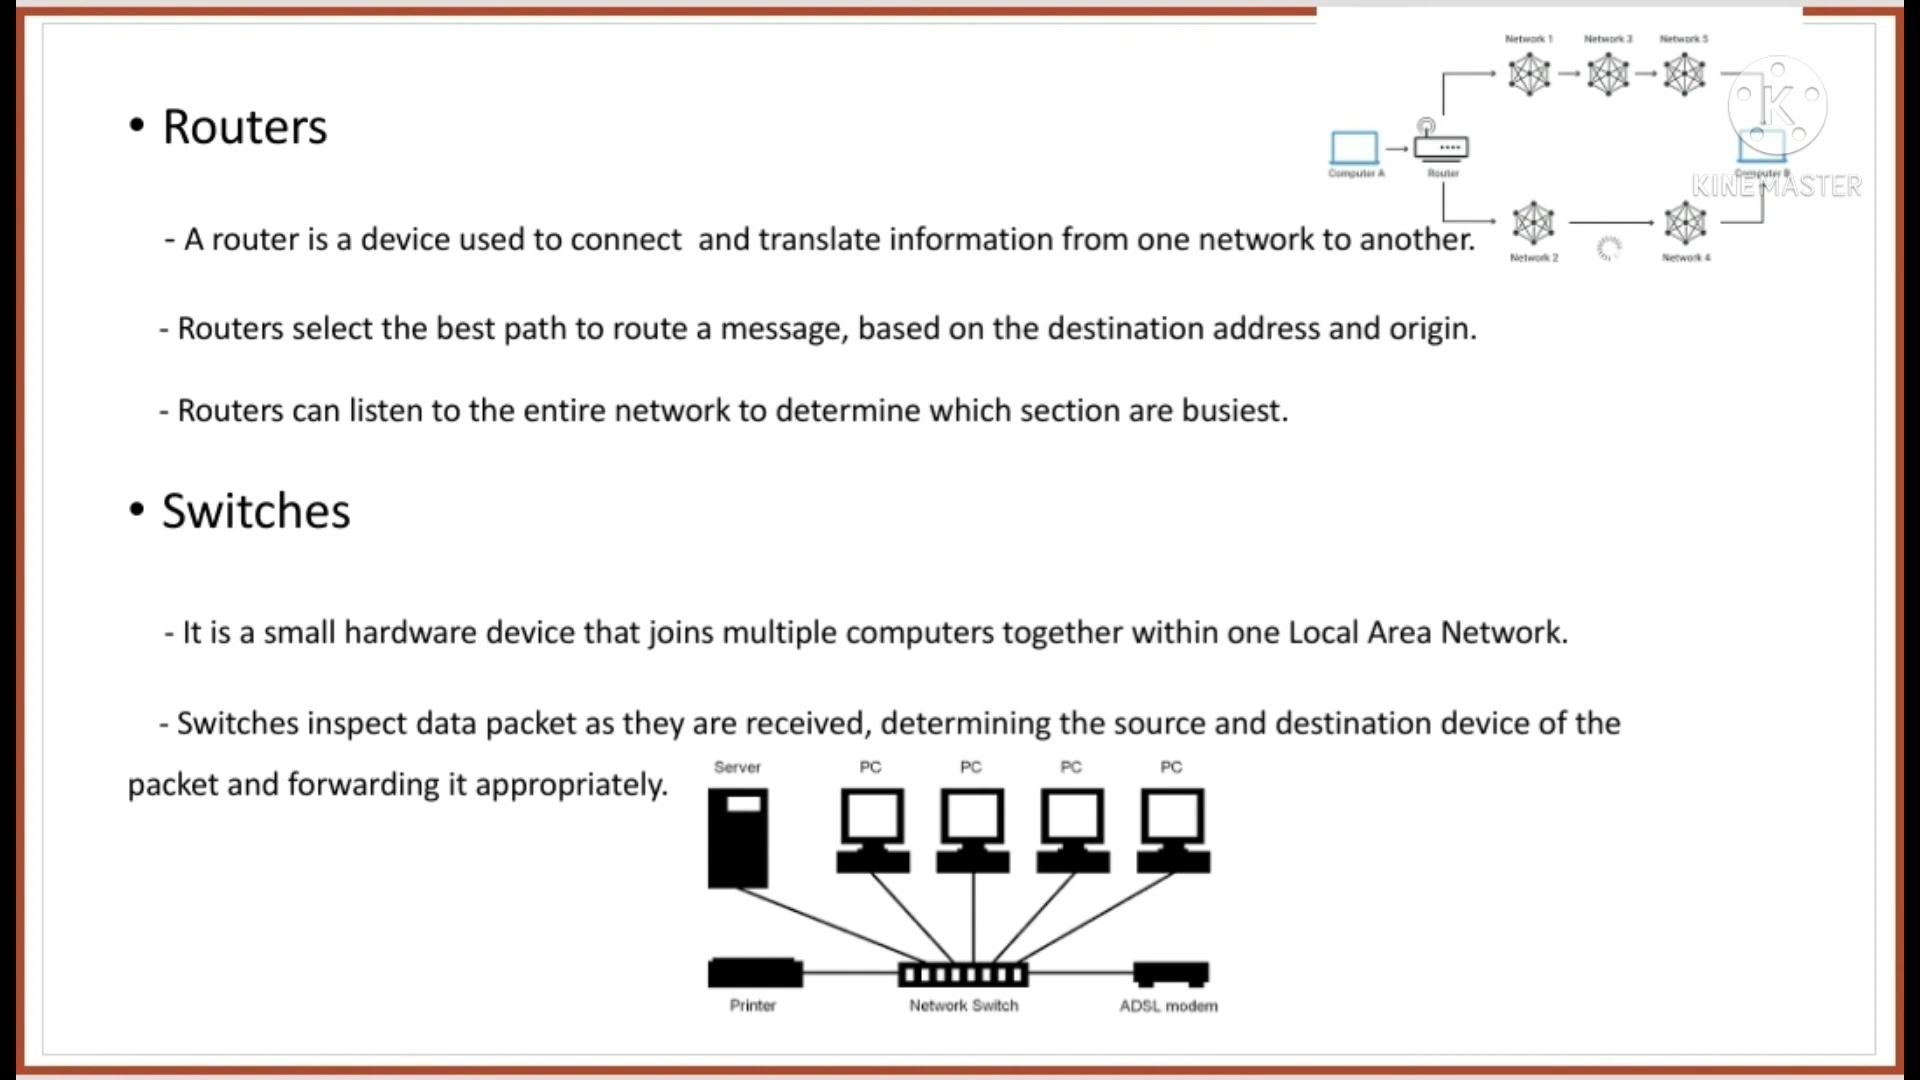 Network 1 Network 3 Network 5
• Routers
Computer A Router Computer B
KINEMASTER
- A router is a device used to connect  and translate information from one network to another.
Network 2 Network 4
- Routers select the best path to route a message, based on the destination address and origin.
- Routers can listen to the entire network to determine which section are busiest.
• Switches
- It is a small hardware device that joins multiple computers together within one Local Area Network.
- Switches inspect data packet as they are received, determining the source and destination device of the
packet and forwarding it appropriately.
Server PC PC PC PC
Printer Network Switch ADSL modem